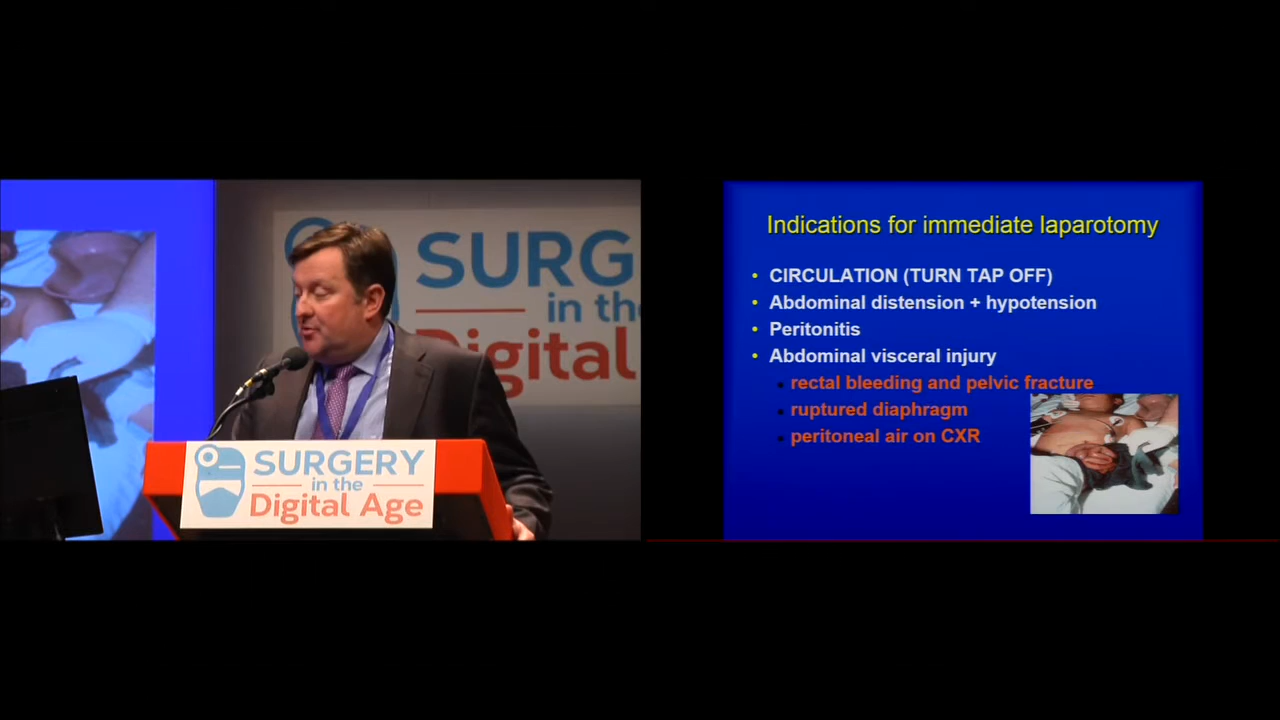 SURG
in the
Digital
SURGERY
in the
Digital Age
Indications for immediate laparotomy
• CIRCULATION (TURN TAP OFF)
• Abdominal distension + hypotension
• Peritonitis
• Abdominal visceral injury
• rectal bleeding and pelvic fracture
• ruptured diaphragm
• peritoneal air on CXR